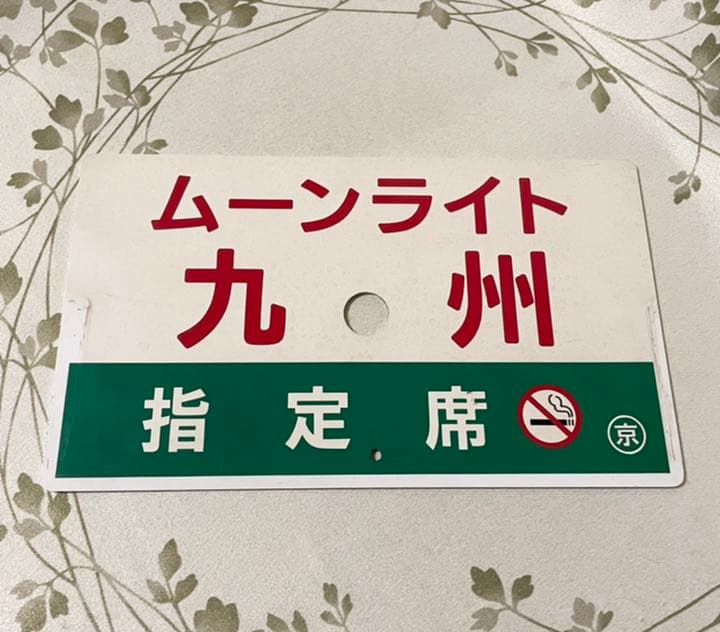 ムーンライト
九州
指定席 京